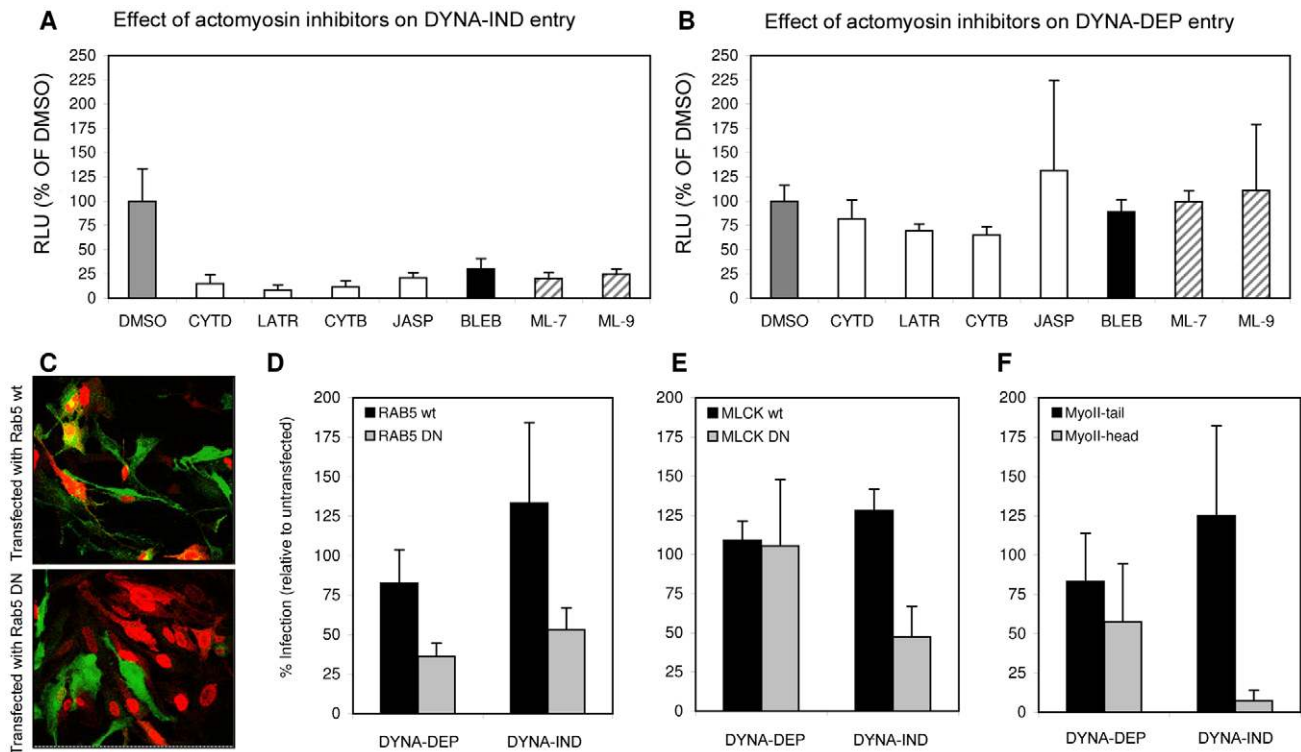 A Effect of actomyosin inhibitors on DYNA-IND entry
RLU (% OF DMSO)
250
225
200
175
150
125
100
75
50
25
0
DMSO CYTD LATR CYTB JASP BLEB ML-7 ML-9
B Effect of actomyosin inhibitors on DYNA-DEP entry
RLU (% OF DMSO)
250
225
200
175
150
125
100
75
50
25
0
DMSO CYTD LATR CYTB JASP BLEB ML-7 ML-9
C
Transfected with Rab5 wt
Transfected with Rab5 DN
D
% Infection (relative to untransfected)
200
175
150
125
100
75
50
25
0
RAB5 wt
RAB5 DN
DYNA-DEP DYNA-IND
E
200
175
150
125
100
75
50
25
0
MLCK wt
MLCK DN
DYNA-DEP DYNA-IND
F
200
175
150
125
100
75
50
25
0
MyoII-tail
MyoII-head
DYNA-DEP DYNA-IND